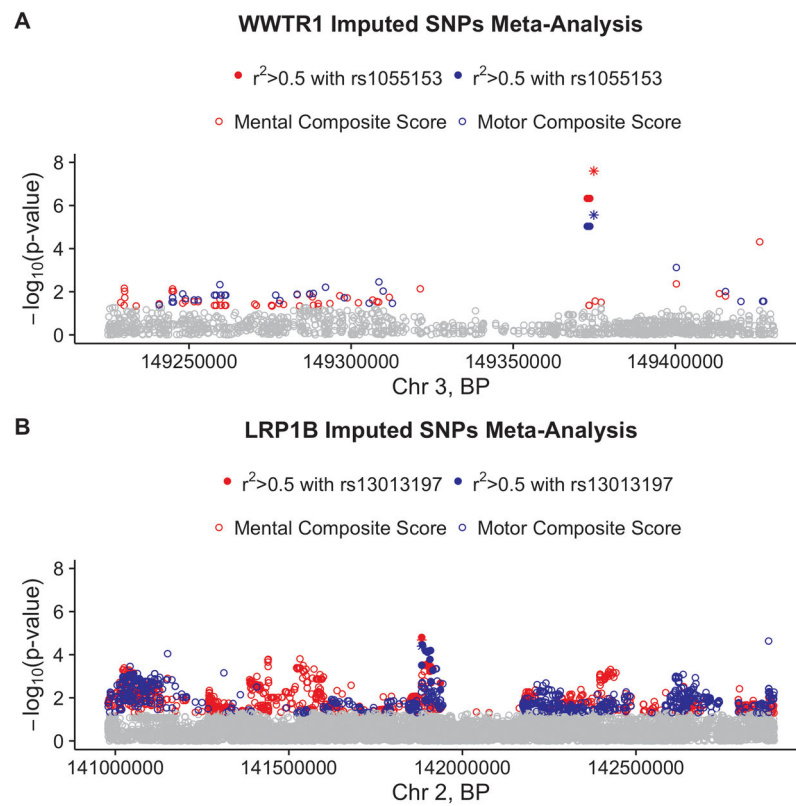 A
WWTR1 Imputed SNPs Meta-Analysis
r²>0.5 with rs1055153 r²>0.5 with rs1055153
Mental Composite Score Motor Composite Score
8
6
4
2
0
−log₁₀(p-value)
149250000 149300000 149350000 149400000
Chr 3, BP
B
LRP1B Imputed SNPs Meta-Analysis
r²>0.5 with rs13013197 r²>0.5 with rs13013197
Mental Composite Score Motor Composite Score
8
6
4
2
0
−log₁₀(p-value)
141000000 141500000 142000000 142500000
Chr 2, BP